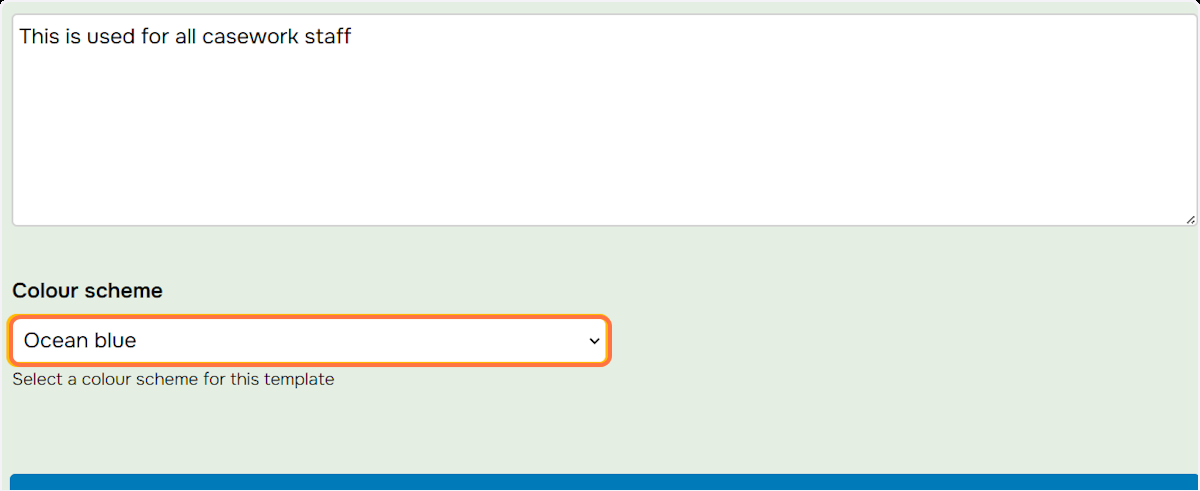 This is used for all casework staff
Colour scheme
Ocean blue
Select a colour scheme for this template